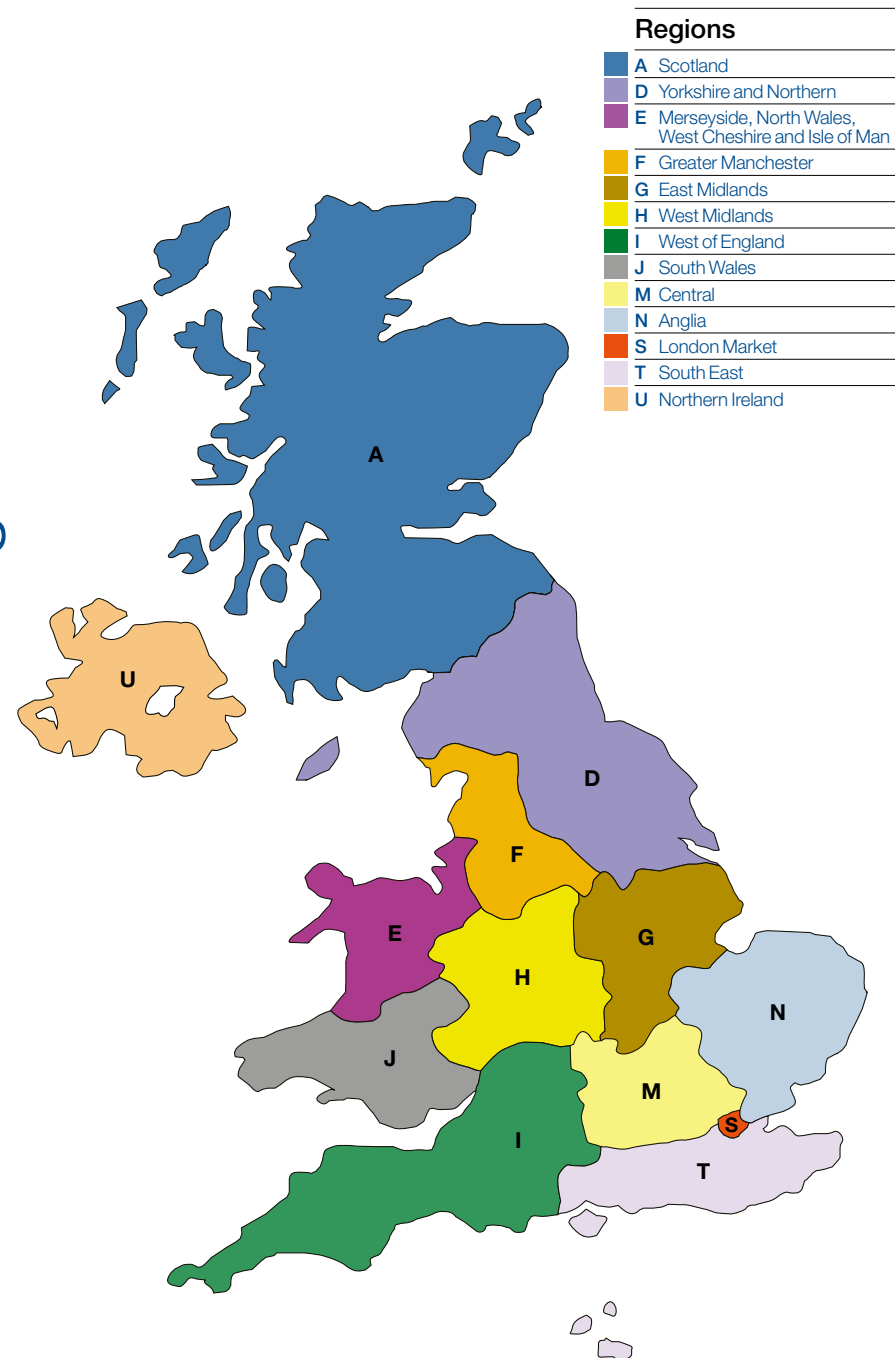 Regions
A Scotland
D Yorkshire and Northern
E Merseyside, North Wales,
West Cheshire and Isle of Man
F Greater Manchester
G East Midlands
H West Midlands
I West of England
J South Wales
M Central
N Anglia
S London Market
T South East
U Northern Ireland
A
U
D
F
E
G
H
N
J
M
S
I
T